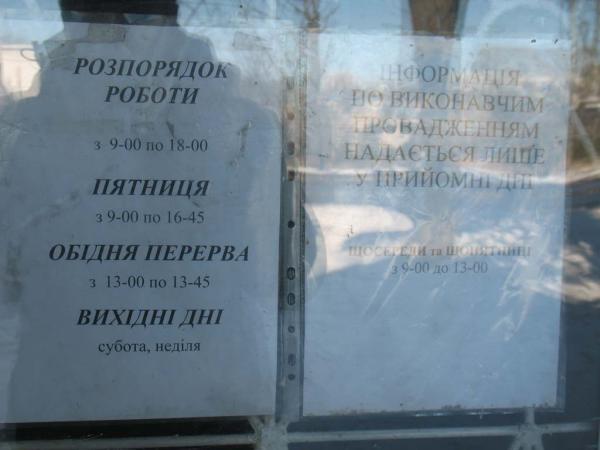 РОЗПОРЯДОК
РОБОТИ
з 9-00 по 18-00
ПЯТНИЦЯ
з 9-00 по 16-45
ОБІДНЯ ПЕРЕРВА
з 13-00 по 13-45
ВИХІДНІ ДНІ
субота, неділя
ІНФОРМАЦІЯ
ПО ВИКОНАВЧИМ
ПРОВАДЖЕННЯМ
НАДАЄТЬСЯ ЛИШЕ
У ПРИЙОМНІ ДНІ
ЩОСЕРЕДИ та ЩОПЯТНИЦІ
з 9-00 до 13-00